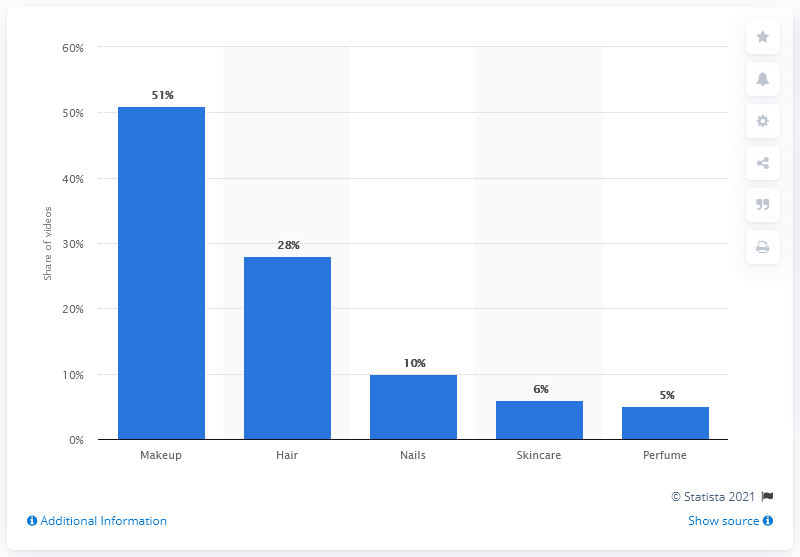 60%
51%
50%
40%
Share of videos
30%
28%
20%
10%
10%
6%
5%
0%
Makeup
Hair
Nails
Skincare
Perfume
© Statista 2021
Additional Information
Show source